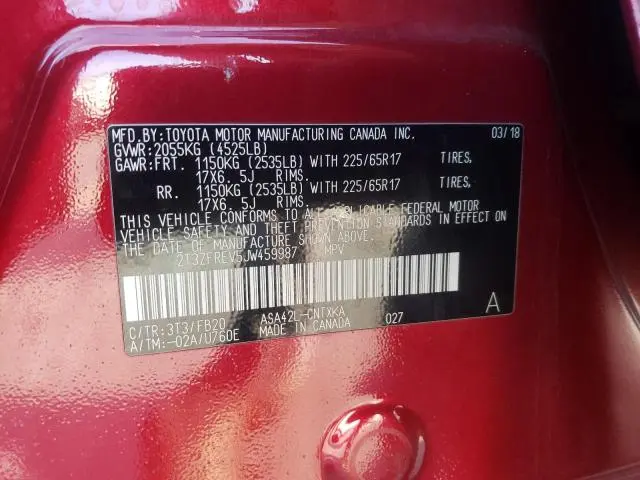 MFD.BY:TOYOTA MOTOR MANUFACTURING CANADA INC. 03/18
GVWR:2055KG (4525LB)
GAWR:FRT. 1150KG (2535LB) WITH 225/65R17 TIRES,
17X6.5J RIMS.
RR. 1150KG (2535LB) WITH 225/65R17 TIRES,
17X6.5J RIMS.
THIS VEHICLE CONFORMS TO ALL APPLICABLE FEDERAL MOTOR
VEHICLE SAFETY AND THEFT PREVENTION STANDARDS IN EFFECT ON
THE DATE OF MANUFACTURE SHOWN ABOVE.
2T3ZFREV5JW459987 MPV
A
C/TR:3T3/FB20 ASA42L-CNTXKA 027
A/TM:-02A/U760E MADE IN CANADA